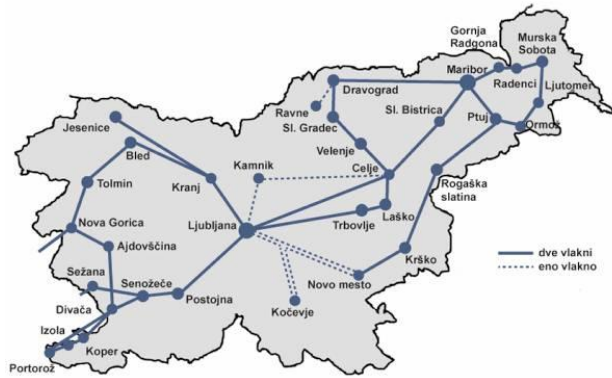 Gornja
Radgona
Murska
Sobota
Maribor
Radenci
Ljutomer
Dravograd
Ravne
Sl. Gradec
Sl. Bistrica
Ptuj
Ormož
Jesenice
Velenje
Bled
Kamnik
Celje
Tolmin
Kranj
Rogaška
slatina
Ljubljana
Laško
Trbovlje
Nova Gorica
Ajdovščina
Krško
Sežana
Senožeče
Novo mesto
Divača
Postojna
Kočevje
Izola
Koper
Portorož
dve vlakni
eno vlakno